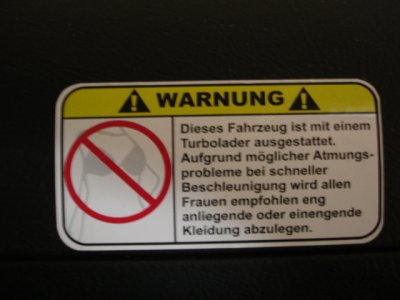 WARNUNG
Dieses Fahrzeug ist mit einem
Turbolader ausgestattet.
Aufgrund möglicher Atmungs-
probleme bei schneller
Beschleunigung wird allen
Frauen empfohlen eng
anliegende oder einengende
Kleidung abzulegen.